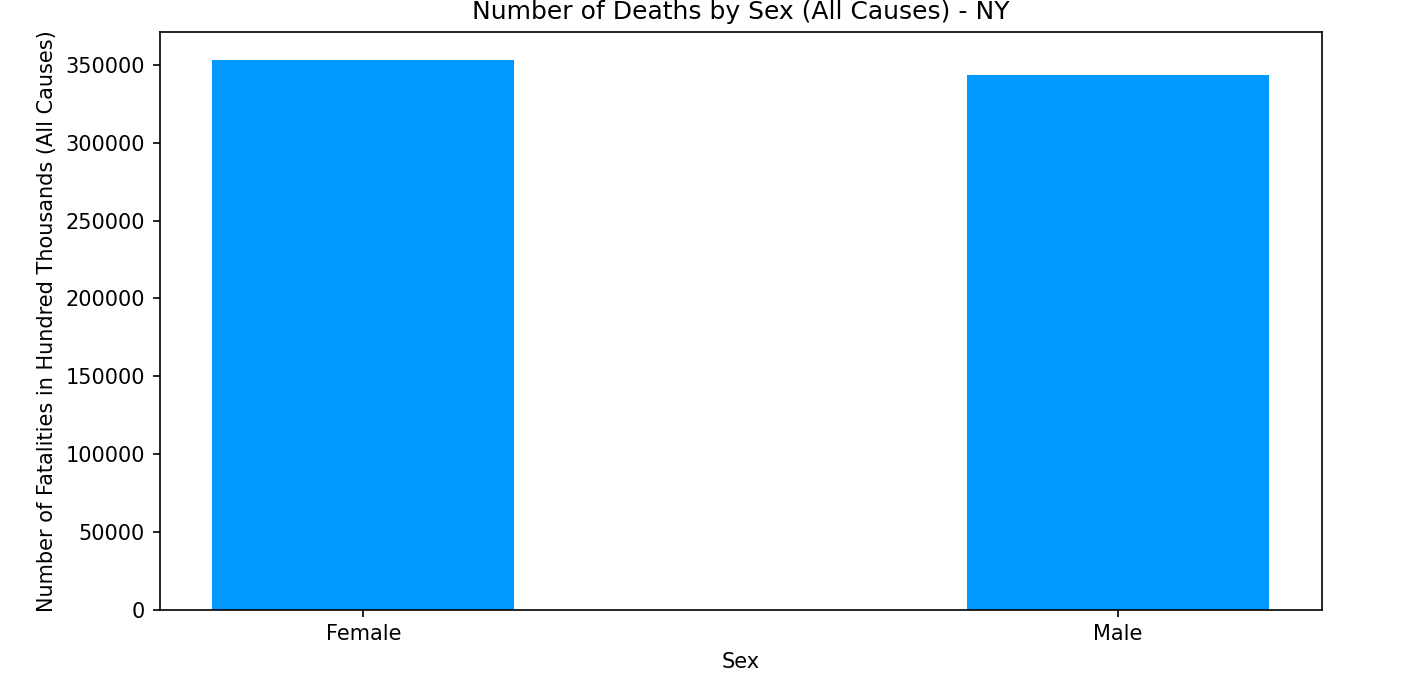 Number of Deaths by Sex (All Causes) - NY
Number of Fatalities in Hundred Thousands (All Causes)
350000
300000
250000
200000
150000
100000
50000
0
Female
Male
Sex